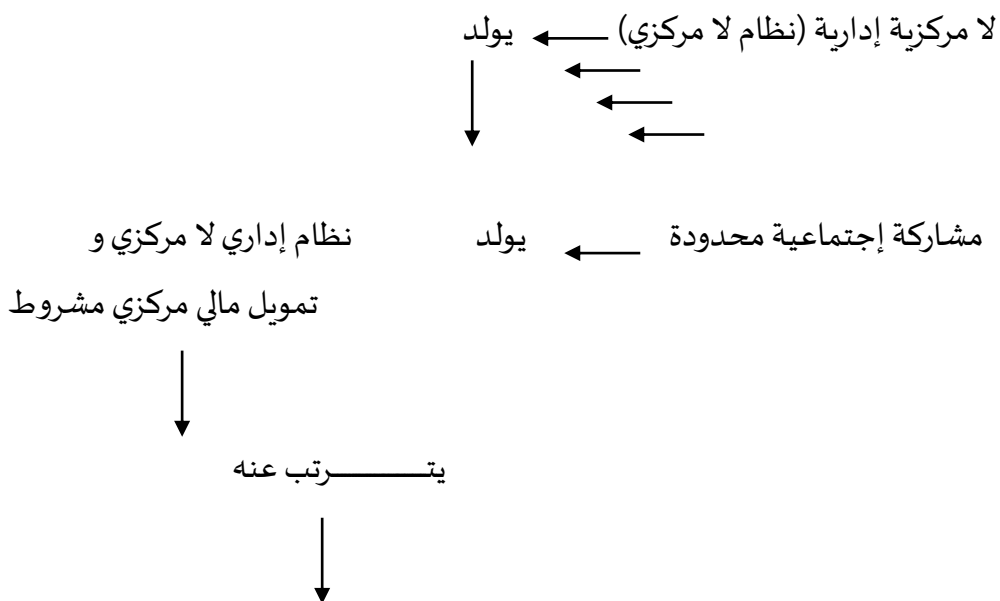 لا مركزية إدارية (نظام لا مركزي) يولد
مشاركة إجتماعية محدودة يولد نظام إداري لا مركزي و
تمويل مالي مركزي مشروط
يتـــــــــــرتب عنه